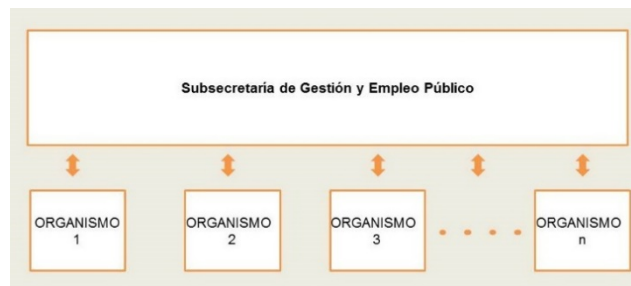 Subsecretaría de Gestión y Empleo Público
ORGANISMO
1
ORGANISMO
2
ORGANISMO
3
ORGANISMO
n